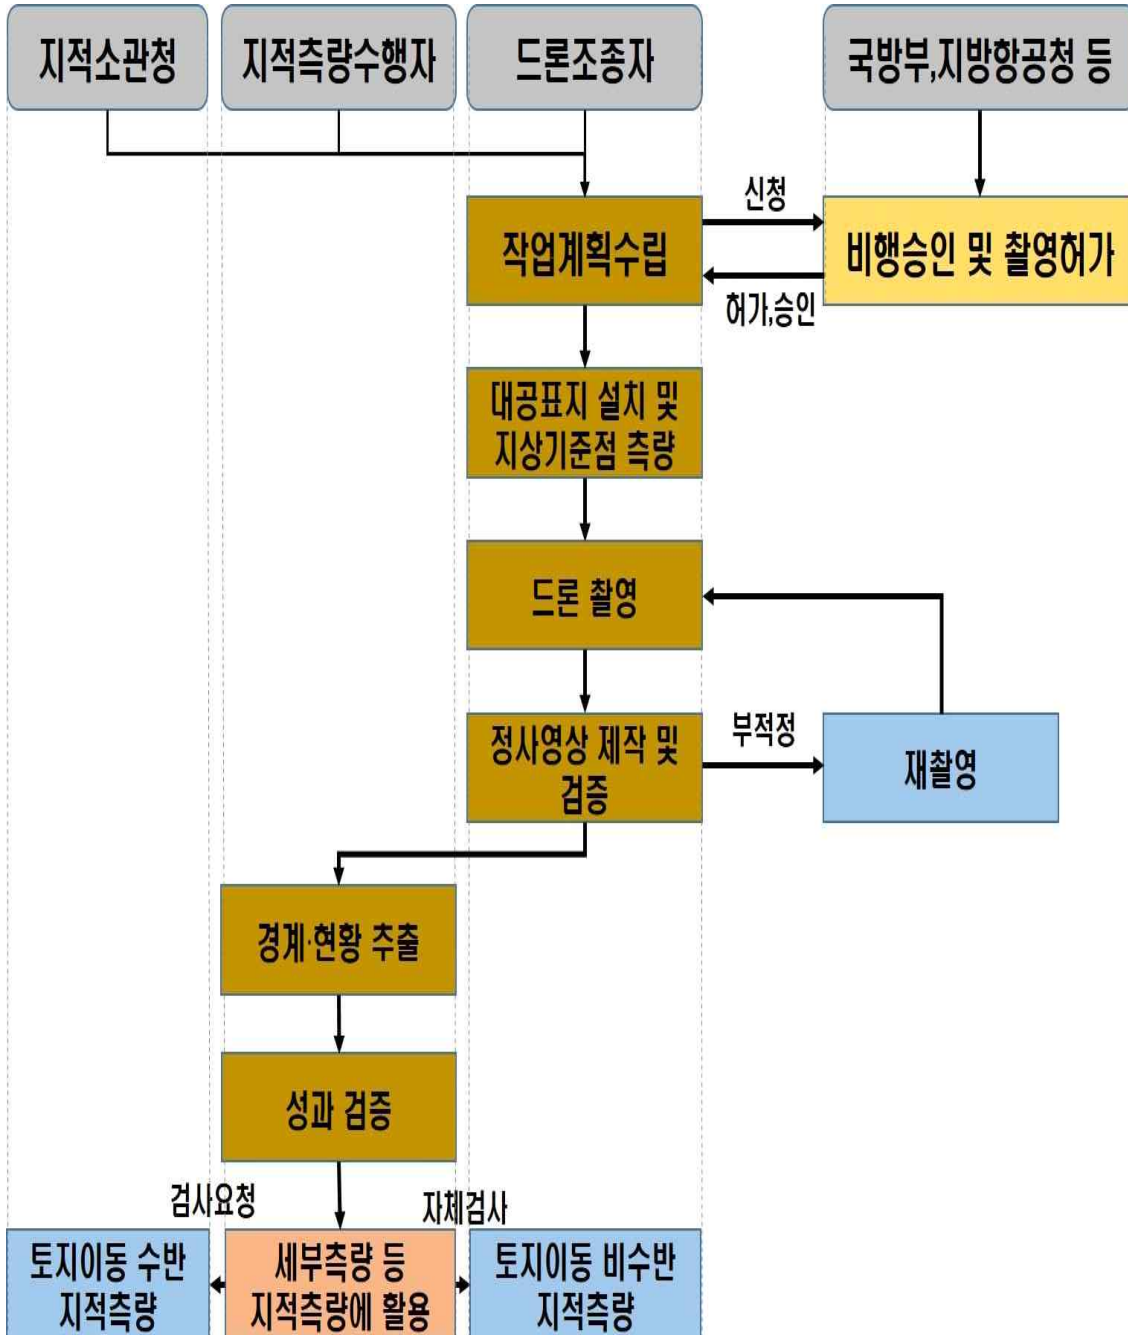 지적소관청
지적측량수행자
드론조종자
국방부,지방항공청 등
신청
작업계획수립
비행승인 및 촬영허가
허가,승인
대공표지 설치 및
지상기준점 측량
드론 촬영
정사영상 제작 및
검증
부적정
재촬영
경계·현황 추출
성과 검증
검사요청
자체검사
토지이동 수반
지적측량
세부측량 등
지적측량에 활용
토지이동 비수반
지적측량